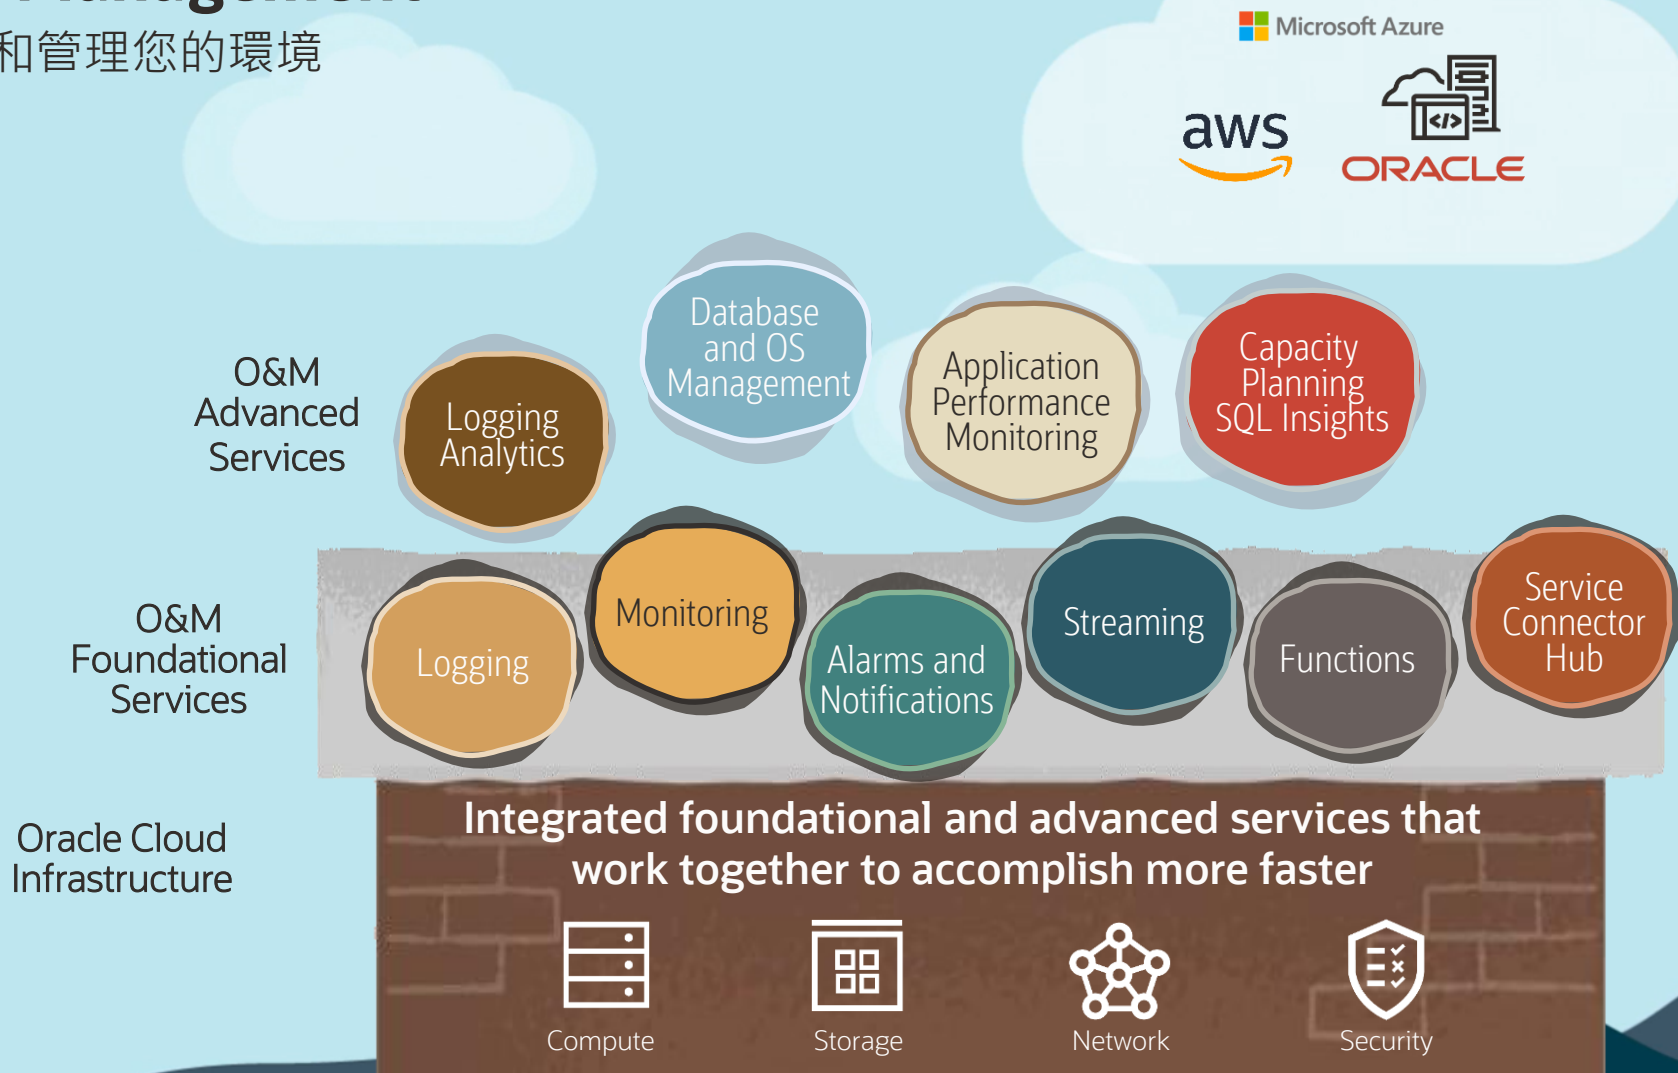 Management
和管理您的環境
Microsoft Azure
aws
</>
ORACLE
O&M
Advanced
Services
Logging
Analytics
Database
and OS
Management
Application
Performance
Monitoring
Capacity
Planning
SQL Insights
O&M
Foundational
Services
Logging
Monitoring
Alarms and
Notifications
Streaming
Functions
Service
Connector
Hub
Oracle Cloud
Infrastructure
Integrated foundational and advanced services that
work together to accomplish more faster
Compute
Storage
Network
Security